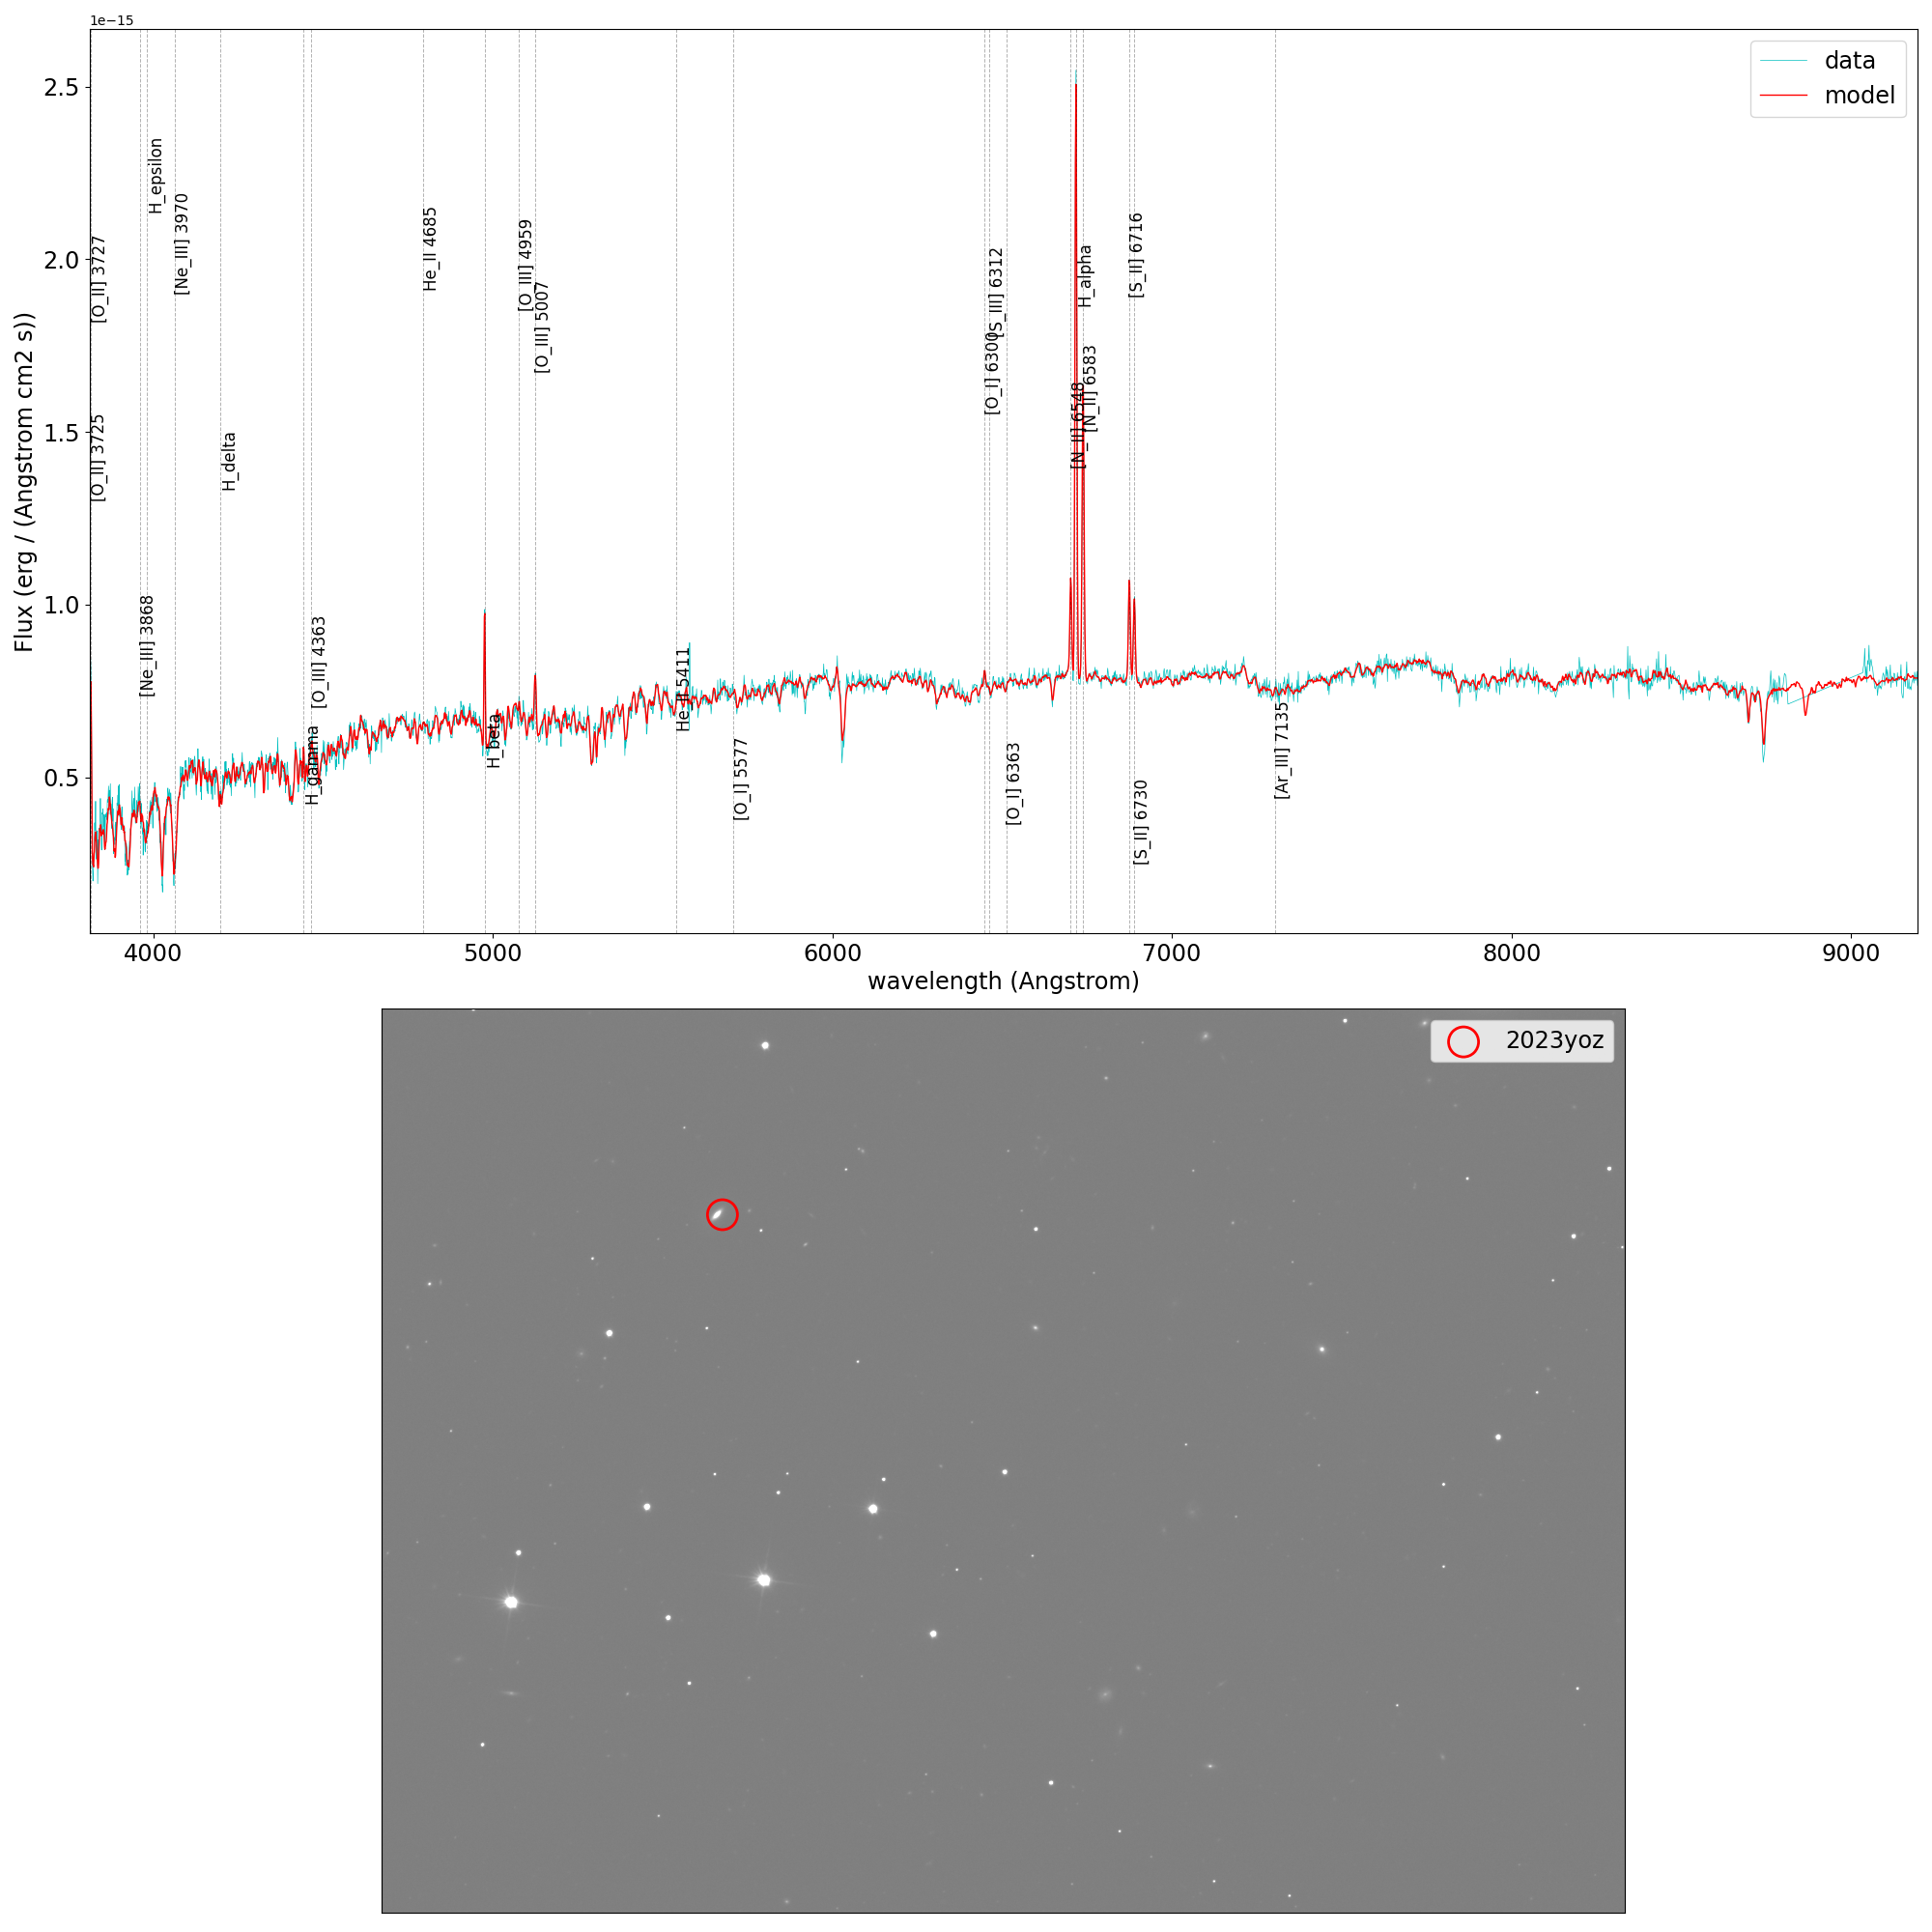 1e−15
data
model
2.5
2.0
1.5
1.0
0.5
Flux (erg / (Angstrom cm2 s))
[O_II] 3725
[O_II] 3727
[Ne_III] 3868
H_epsilon
[Ne_III] 3970
H_delta
H_gamma
[O_III] 4363
He_II 4685
H_beta
[O_III] 4959
[O_III] 5007
He_II 5411
[O_I] 5577
[O_I] 6300
[S_III] 6312
[O_I] 6363
[N_II] 6548
H_alpha
[N_II] 6583
[S_II] 6716
[S_II] 6730
[Ar_III] 7135
4000 5000 6000 7000 8000 9000
wavelength (Angstrom)
2023yoz